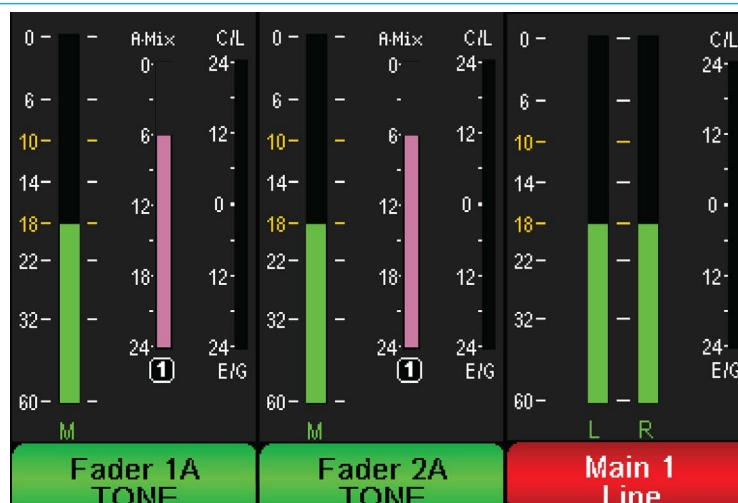 0 - - A-Mix C/L 0 - - A-Mix C/L 0 - - C/L
0 24 0 24 24
6 - - - - 6 - - - - 6 - - -
10 - - 6 12 10 - - 6 12 10 - - 12
14 - - - - 14 - - - - 14 - - -
18 - - 12 0 18 - - 12 0 18 - - 0
22 - - - - 22 - - - - 22 - - -
18 12 18 12 12
32 - - - - 32 - - - - 32 - - -
24 24 24 24 24
1 E/G 1 E/G E/G
60 - - 60 - - 60 - -
M M L R
Fader 1A Fader 2A Main 1
TONE TONE Line